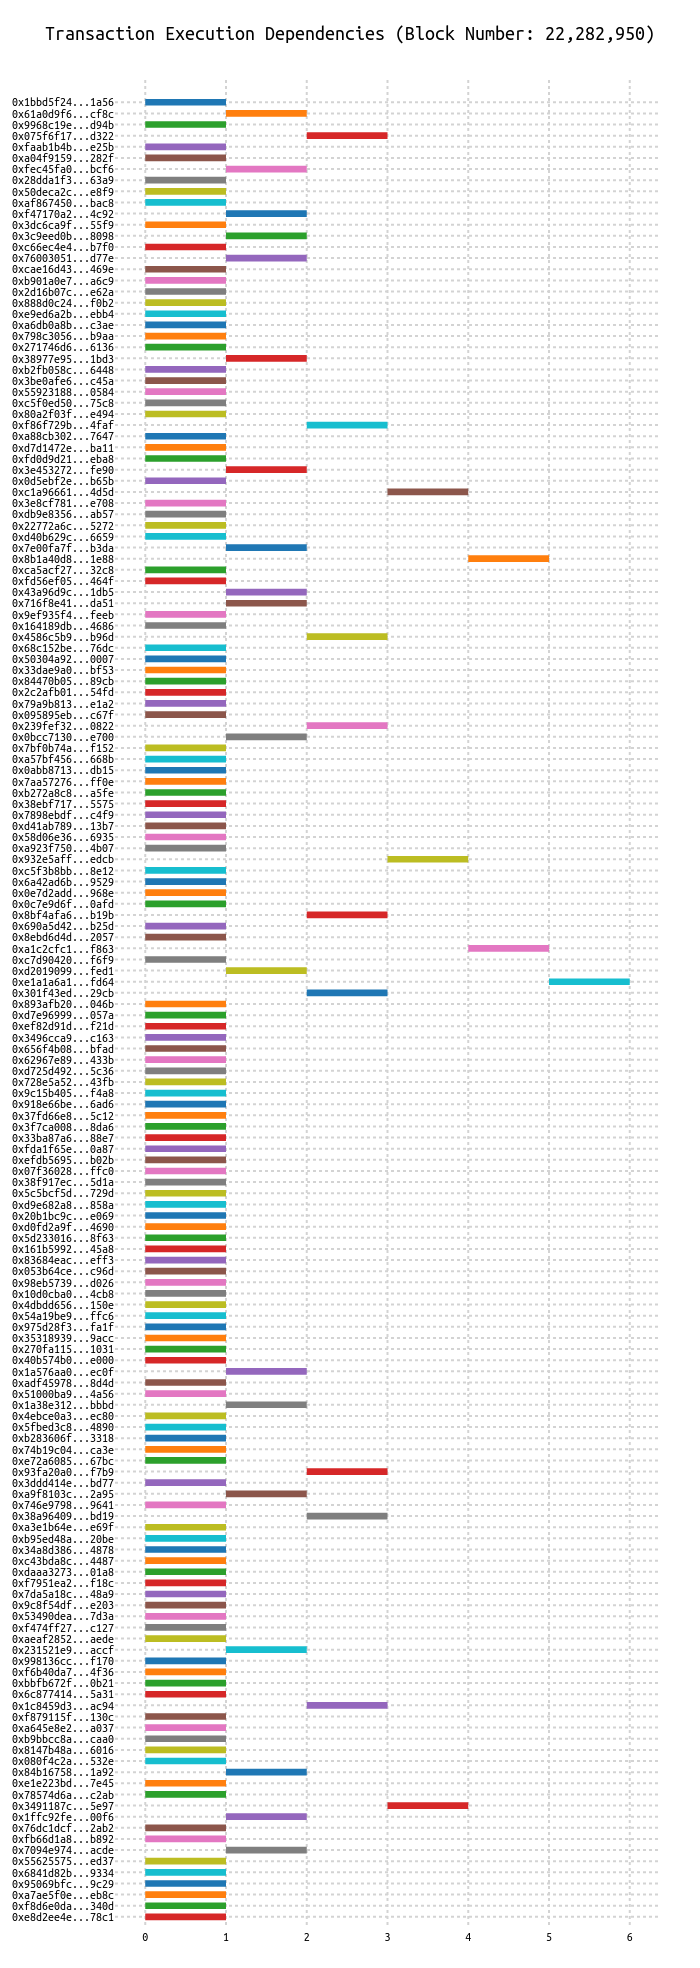 Transaction Execution Dependencies (Block Number: 22,282,950)
0x1bbd5f24...1a56
0x61a0d9f6...cf8c
0x9968c19e...d94b
0x075f6f17...d322
0xfaab1b4b...e25b
0xa04f9159...282f
0xfec45fa0...bcf6
0x28dda1f3...63a9
0x50deca2c...e8f9
0xaf867450...bac8
0xf47170a2...4c92
0x3dc6ca9f...55f9
0x3c9eed0b...8098
0xc66ec4e4...b7f0
0x76003051...d77e
0xcae16d43...469e
0xb901a0e7...a6c9
0x2d16b07c...e62a
0x888d0c24...f0b2
0xe9ed6a2b...ebb4
0xa6db0a8b...c3ae
0x798c3056...b9aa
0x271746d6...6136
0x38977e95...1bd3
0xb2fb058c...6448
0x3be0afe6...c45a
0x55923188...0584
0xc5f0ed50...75c8
0x80a2f03f...e494
0xf86f729b...4faf
0xa88cb302...7647
0xd7d1472e...ba11
0xfd0d9d21...eba8
0x3e453272...fe90
0x0d5ebf2e...b65b
0xc1a96661...4d5d
0x3e8cf781...e708
0xdb9e8356...ab57
0x22772a6c...5272
0xd40b629c...6659
0x7e00fa7f...b3da
0x8b1a40d8...1e88
0xca5acf27...32c8
0xfd56ef05...464f
0x43a96d9c...1db5
0x716f8e41...da51
0x9ef935f4...feeb
0x164189db...4686
0x4586c5b9...b96d
0x68c152be...76dc
0x50304a92...0007
0x33dae9a0...bf53
0x84470b05...89cb
0x2c2afb01...54fd
0x79a9b813...e1a2
0x095895eb...c67f
0x239fef32...0822
0x0bcc7130...e700
0x7bf0b74a...f152
0xa57bf456...668b
0x0abb8713...db15
0x7aa57276...ff0e
0xb272a8c8...a5fe
0x38ebf717...5575
0x7898ebdf...c4f9
0xd41ab789...13b7
0x58d06e36...6935
0xa923f750...4b07
0x932e5aff...edcb
0xc5f3b8bb...8e12
0x6a42ad6b...9529
0x0e7d2add...968e
0x0c7e9d6f...0afd
0x8bf4afa6...b19b
0x690a5d42...b25d
0x8ebd6d4d...2057
0xa1c2cfc1...f863
0xc7d90420...f6f9
0xd2019099...fed1
0xe1a1a6a1...fd64
0x301f43ed...29cb
0x893afb20...046b
0xd7e96999...057a
0xef82d91d...f21d
0x3496cca9...c163
0x656f4b08...bfad
0x62967e89...433b
0xd725d492...5c36
0x728e5a52...43fb
0x9c15b405...f4a8
0x918e66be...6ad6
0x37fd66e8...5c12
0x3f7ca008...8da6
0x33ba87a6...88e7
0xfda1f65e...0a87
0xefdb5695...b02b
0x07f36028...ffc0
0x38f917ec...5d1a
0x5c5bcf5d...729d
0xd9e682a8...858a
0x20b1bc9c...e069
0xd0fd2a9f...4690
0x5d233016...8f63
0x161b5992...45a8
0x83684eac...eff3
0x053b64ce...c96d
0x98eb5739...d026
0x10d0cba0...4cb8
0x4dbdd656...150e
0x54a19be9...ffc6
0x975d28f3...fa1f
0x35318939...9acc
0x270fa115...1031
0x40b574b0...e000
0x1a576aa0...ec0f
0xadf45978...8d4d
0x51000ba9...4a56
0x1a38e312...bbbd
0x4ebce0a3...ec80
0x5fbed3c8...4890
0xb283606f...3318
0x74b19c04...ca3e
0xe72a6085...67bc
0x93fa20a0...f7b9
0x3ddd414e...bd77
0xa9f8103c...2a95
0x746e9798...9641
0x38a96409...bd19
0xa3e1b64e...e69f
0xb95ed48a...20be
0x34a8d386...4878
0xc43bda8c...4487
0xdaaa3273...01a8
0xf7951ea2...f18c
0x7da5a18c...48a9
0x9c8f54df...e203
0x53490dea...7d3a
0xf474ff27...c127
0xaeaf2852...aede
0x231521e9...accf
0x998136cc...f170
0xf6b40da7...4f36
0xbbfb672f...0b21
0x6c877414...5a31
0x1c8459d3...ac94
0xf879115f...130c
0xa645e8e2...a037
0xb9bbcc8a...caa0
0x8147b48a...6016
0x080f4c2a...532e
0x84b16758...1a92
0xe1e223bd...7e45
0x78574d6a...c2ab
0x3491187c...5e97
0x1ffc92fe...00f6
0x76dc1dcf...2ab2
0xfb66d1a8...b892
0x7094e974...acde
0x55625575...ed37
0x6841d82b...9334
0x95069bfc...9c29
0xa7ae5f0e...eb8c
0xf8d6e0da...340d
0xe8d2ee4e...78c1
0 1 2 3 4 5 6